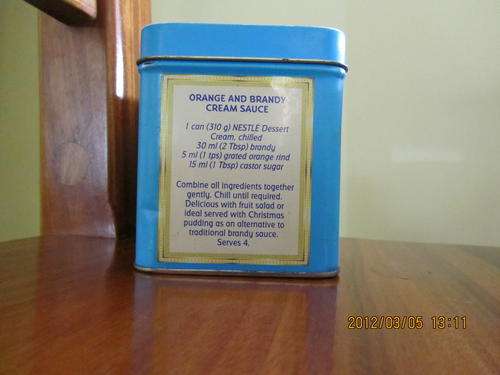 ORANGE AND BRANDY
CREAM SAUCE
1 can (310 g) NESTLE Dessert
Cream, chilled
30 ml (2 Tbsp) brandy
5 ml (1 tps) grated orange rind
15 ml (1 Tbsp) castor sugar
Combine all ingredients together
gently. Chill until required.
Delicious with fruit salad or
ideal served with Christmas
pudding as an alternative to
traditional brandy sauce.
Serves 4.
2012/03/05 13:11